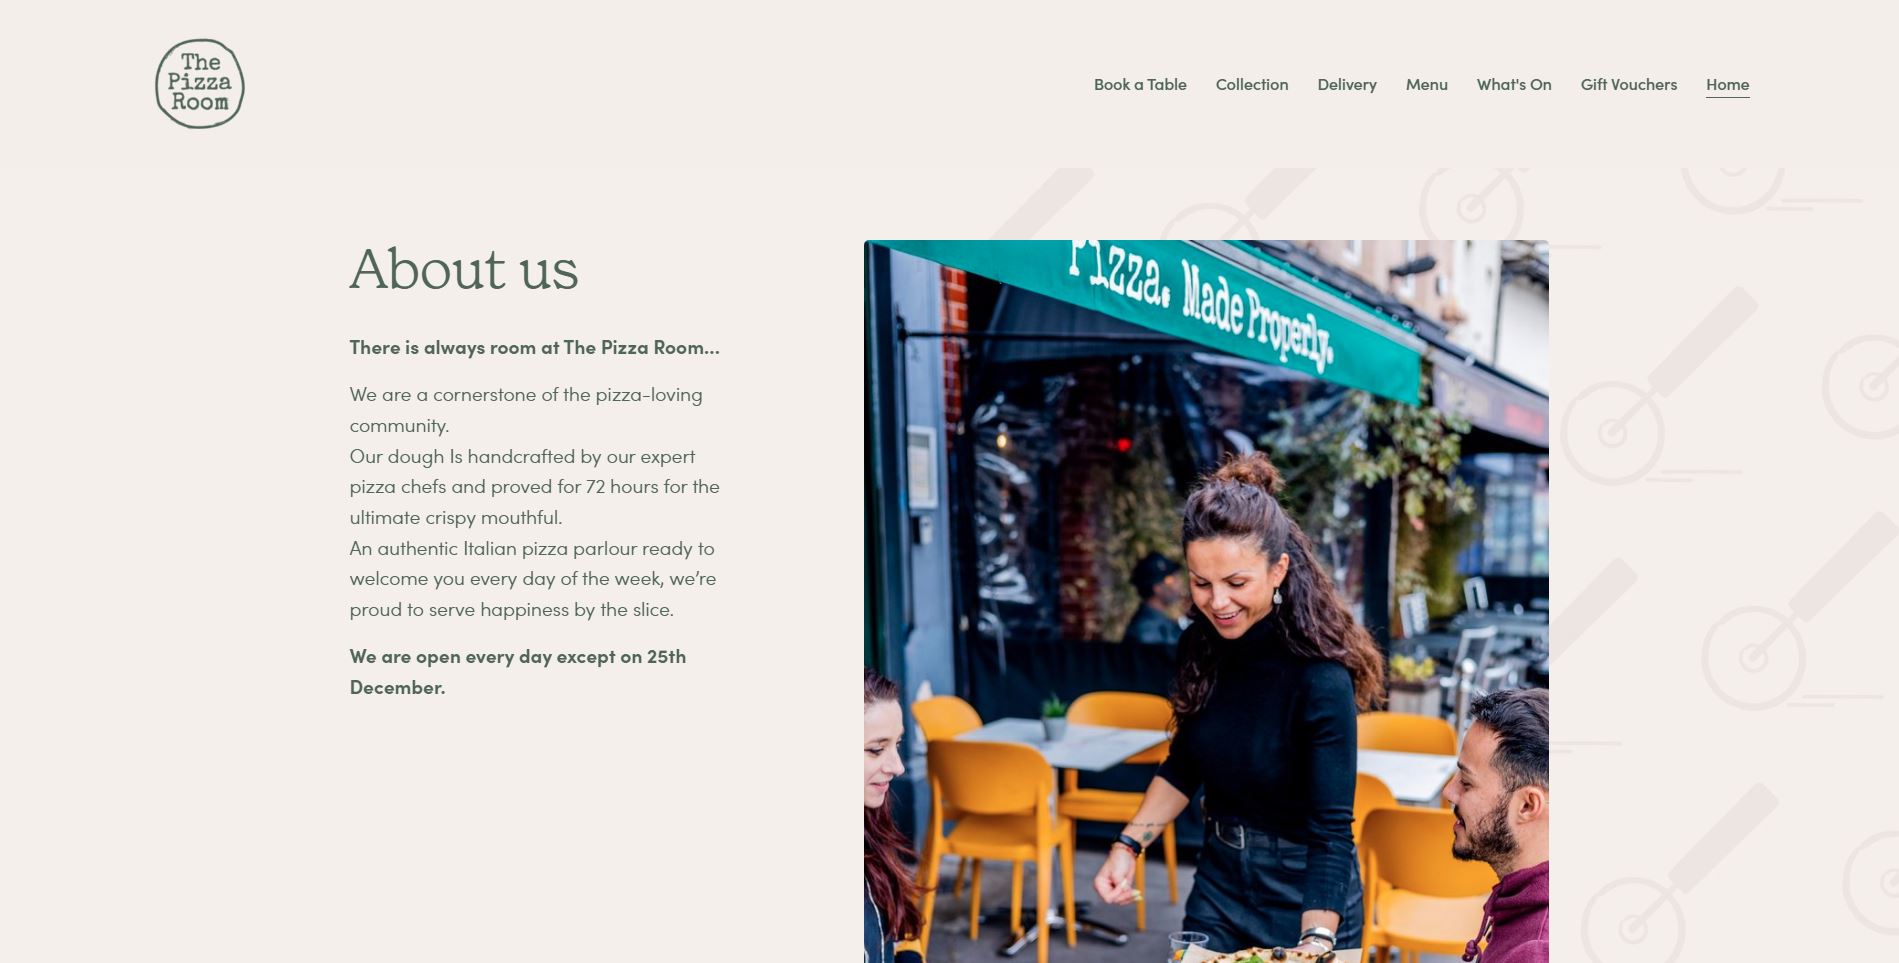 The
Pizza
Room
Book a Table Collection Delivery Menu What's On Gift Vouchers Home
About us
There is always room at The Pizza Room...
We are a cornerstone of the pizza-loving
community.
Our dough Is handcrafted by our expert
pizza chefs and proved for 72 hours for the
ultimate crispy mouthful.
An authentic Italian pizza parlour ready to
welcome you every day of the week, we’re
proud to serve happiness by the slice.
We are open every day except on 25th
December.
Pizza. Made Properly.